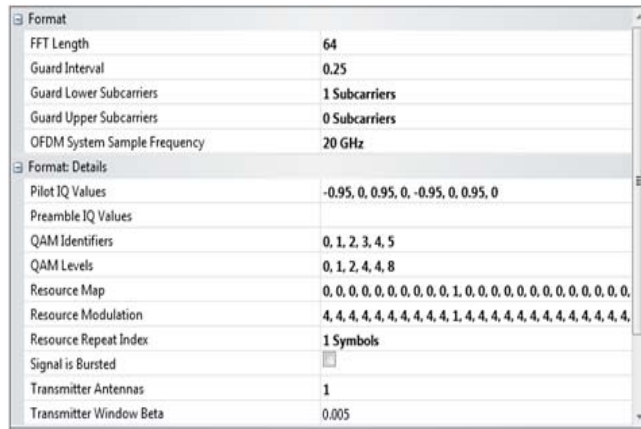 Format
FFT Length 64
Guard Interval 0.25
Guard Lower Subcarriers 1 Subcarriers
Guard Upper Subcarriers 0 Subcarriers
OFDM System Sample Frequency 20 GHz
Format: Details
Pilot IQ Values -0.95, 0, 0.95, 0, -0.95, 0, 0.95, 0
Preamble IQ Values
QAM Identifiers 0, 1, 2, 3, 4, 5
QAM Levels 0, 1, 2, 4, 4, 8
Resource Map 0, 0, 0, 0, 0, 0, 0, 0, 0, 0, 1, 0, 0, 0, 0, 0, 0, 0, 0, 0, 0, 0, 0, 0,
Resource Modulation 4, 4, 4, 4, 4, 4, 4, 4, 4, 4, 1, 4, 4, 4, 4, 4, 4, 4, 4, 4, 4, 4, 4, 4,
Resource Repeat Index 1 Symbols
Signal is Bursted
Transmitter Antennas 1
Transmitter Window Beta 0.005